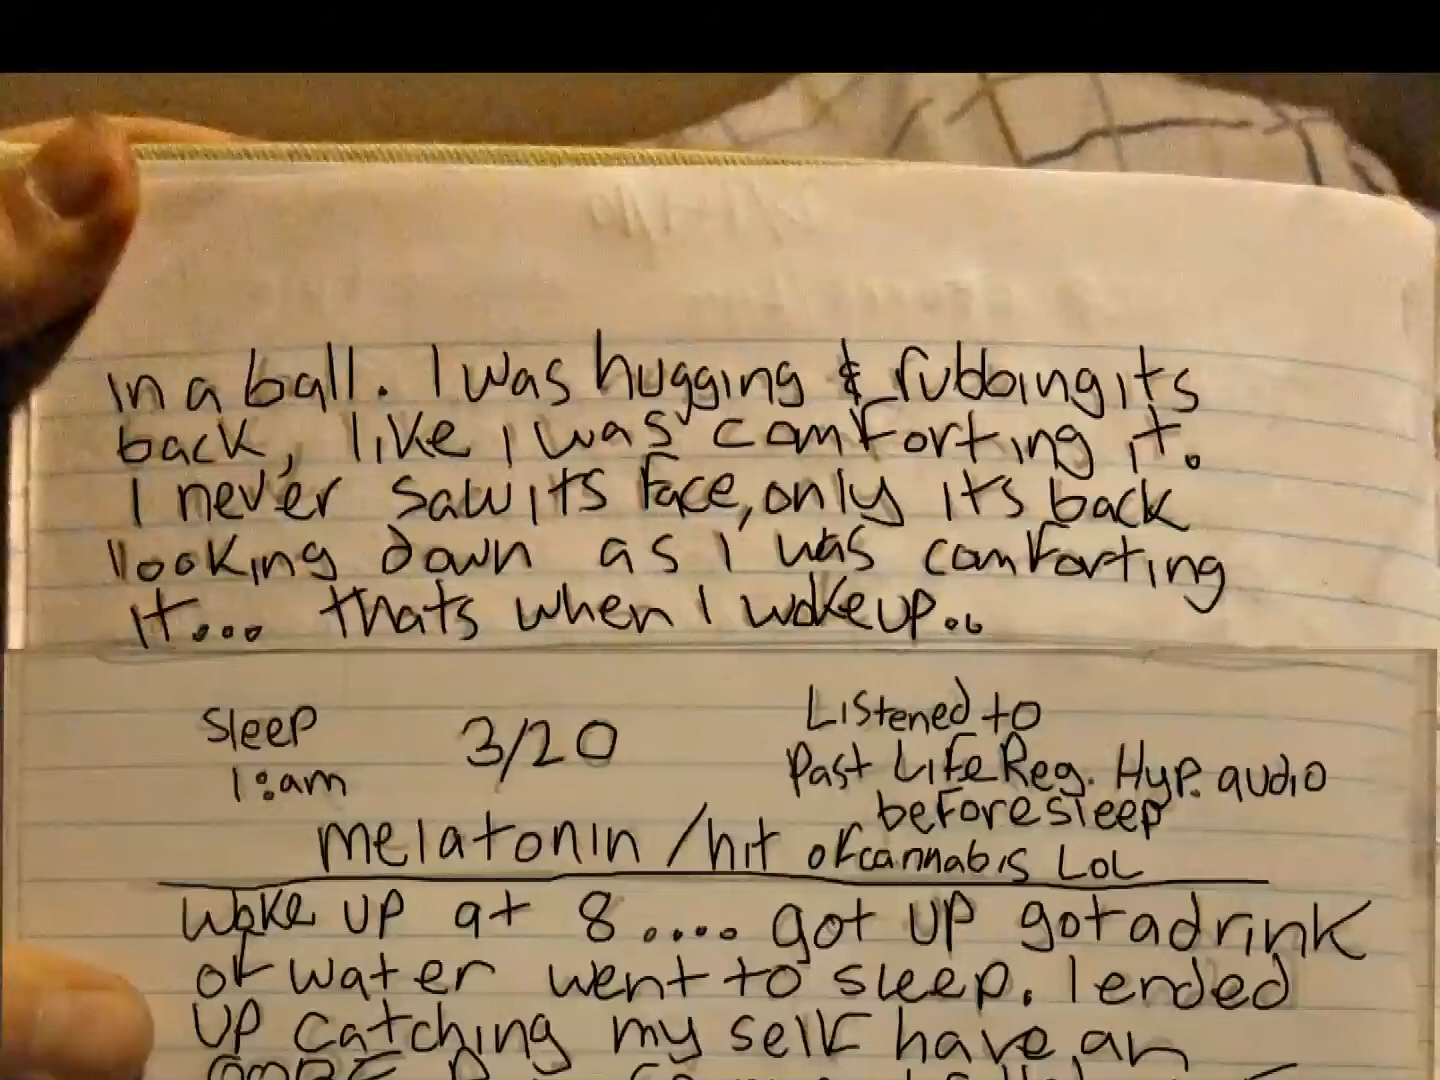 in a ball. I was hugging & rubbing its
back, like I was comforting it.
I never saw its face, only its back
looking down as I was comforting
it... thats when I woke up..
Sleep
1:am
3/20
Listened to
Past Life Reg. Hyp. audio
before sleep
melatonin / hit of cannabis LOL
Woke up at 8.... got up got a drink
of water went to sleep. I ended
up catching my self have an